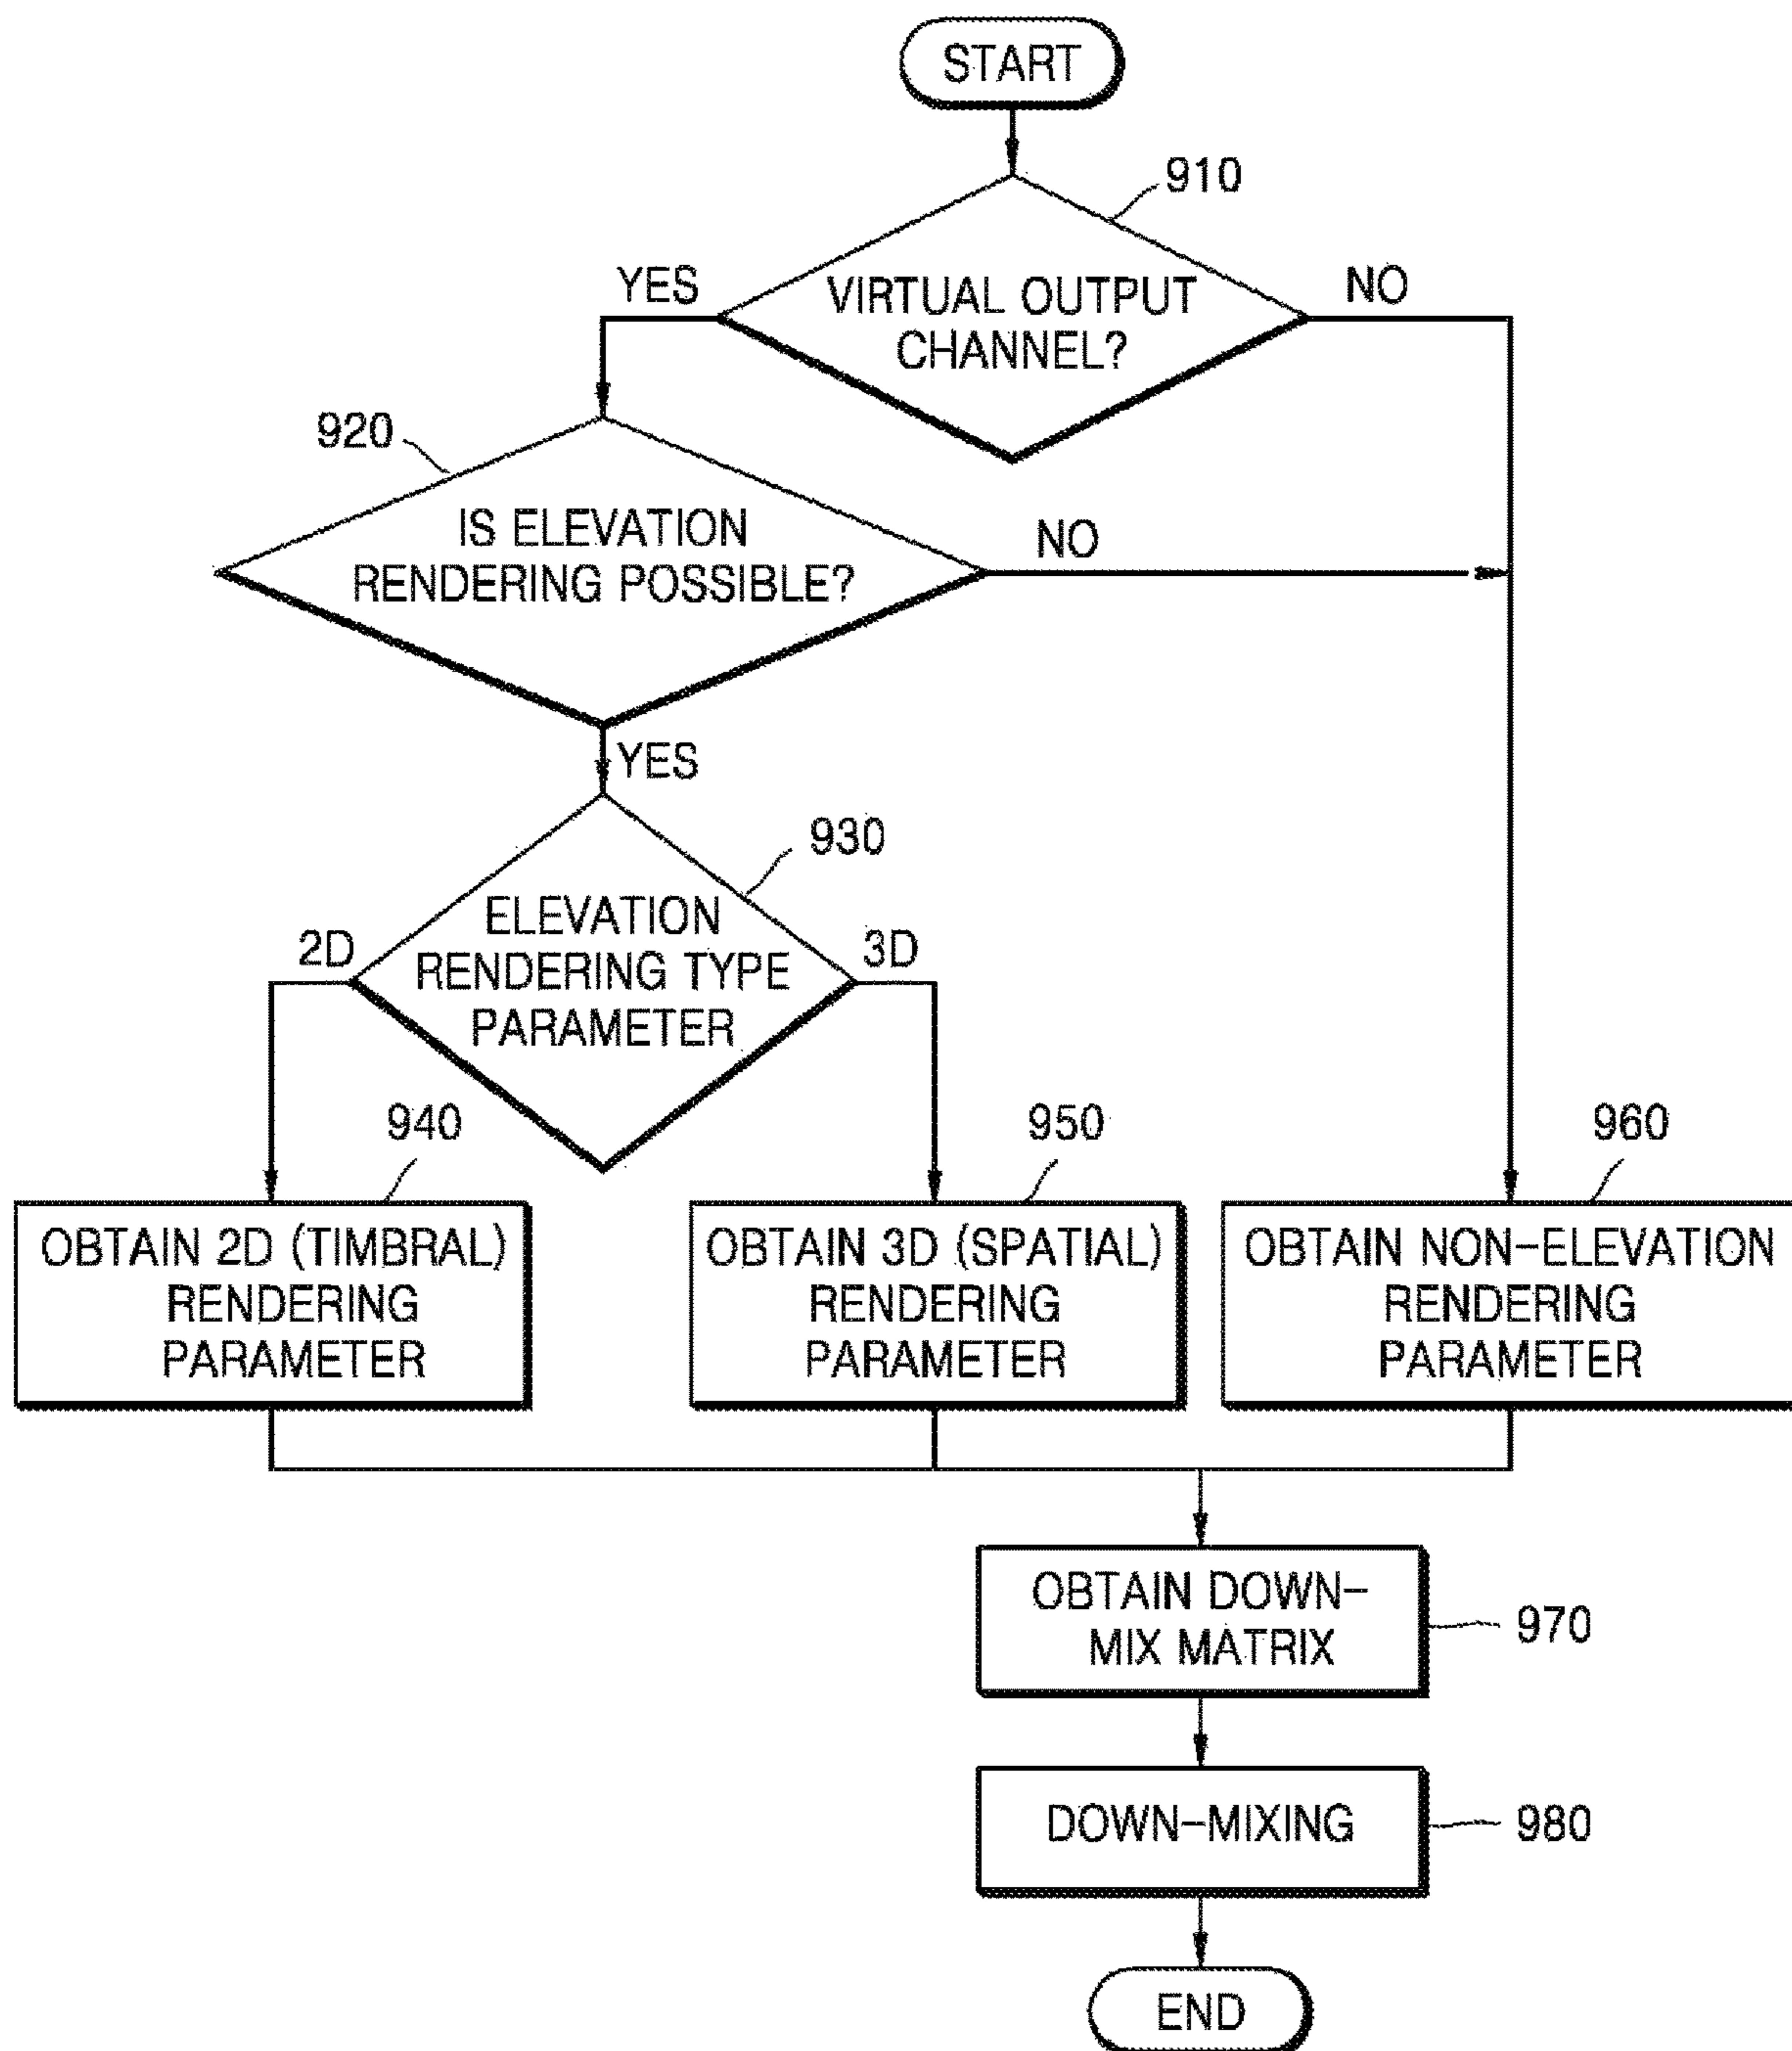 START
910
YES
VIRTUAL OUTPUT
CHANNEL?
NO
920
IS ELEVATION
RENDERING POSSIBLE?
NO
YES
930
2D
ELEVATION
RENDERING TYPE
PARAMETER
3D
940
950
960
OBTAIN 2D (TIMBRAL)
RENDERING
PARAMETER
OBTAIN 3D (SPATIAL)
RENDERING
PARAMETER
OBTAIN NON-ELEVATION
RENDERING
PARAMETER
OBTAIN DOWN-
MIX MATRIX
970
DOWN-MIXING
980
END